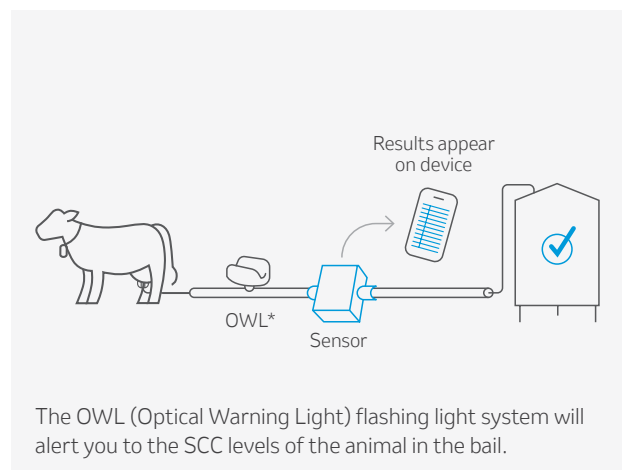 Results appear
on device
OWL*
Sensor
The OWL (Optical Warning Light) flashing light system will
alert you to the SCC levels of the animal in the bail.